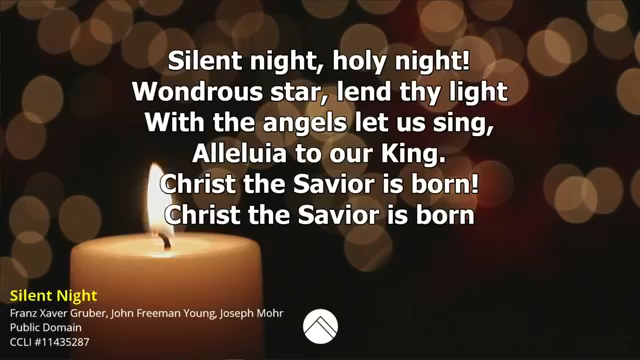 Silent night, holy night!
Wondrous star, lend thy light
With the angels let us sing,
Alleluia to our King.
Christ the Savior is born!
Christ the Savior is born
Silent Night
Franz Xaver Gruber, John Freeman Young, Joseph Mohr
Public Domain
CCLI #11435287